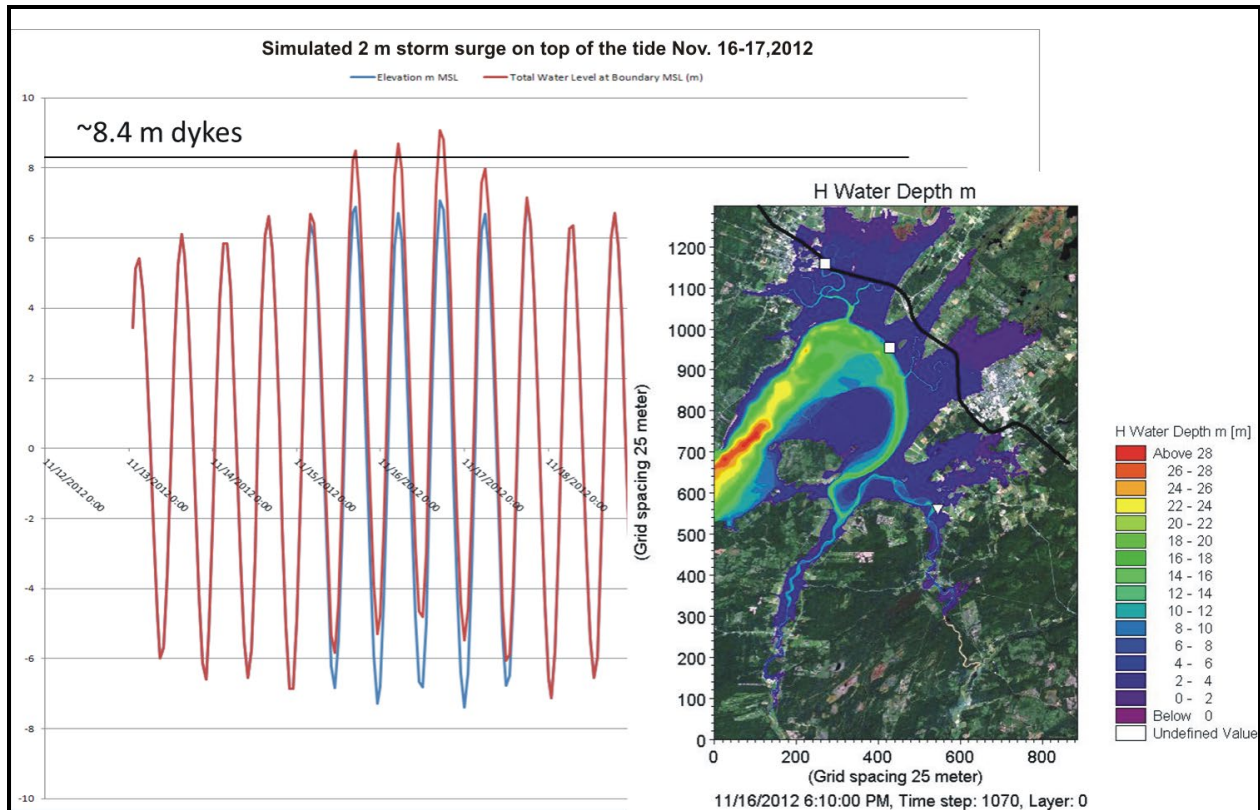 Simulated 2 m storm surge on top of the tide Nov. 16-17,2012
Elevation m MSL
Total Water Level at Boundary MSL (m)
~8.4 m dykes
10
8
6
4
2
0
-2
-4
-6
-8
-10
11/12/2012 0:00
11/13/2012 0:00
11/14/2012 0:00
11/15/2012 0:00
11/16/2012 0:00
11/17/2012 0:00
11/18/2012 0:00
H Water Depth m
(Grid spacing 25 meter)
1200
1100
1000
900
800
700
600
500
400
300
200
100
0
0
200
400
600
800
(Grid spacing 25 meter)
11/16/2012 6:10:00 PM, Time step: 1070, Layer: 0
H Water Depth m [m]
Above 28
26 - 28
24 - 26
22 - 24
20 - 22
18 - 20
16 - 18
14 - 16
12 - 14
10 - 12
8 - 10
6 - 8
4 - 6
2 - 4
0 - 2
Below 0
Undefined Value